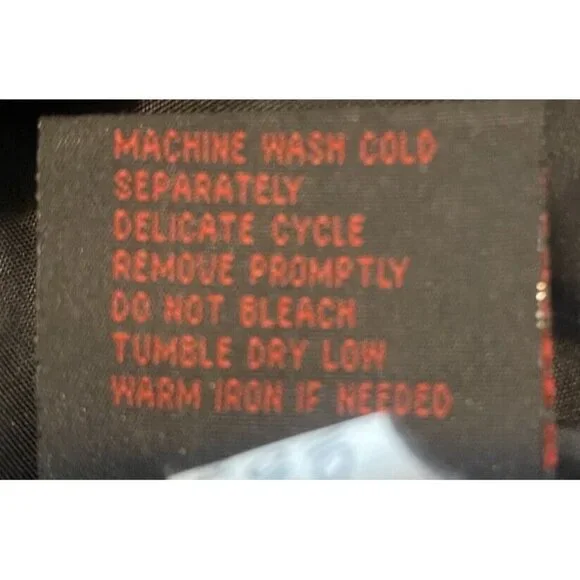 MACHINE WASH COLD
SEPARATELY
DELICATE CYCLE
REMOVE PROMPTLY
DO NOT BLEACH
TUMBLE DRY LOW
WARM IRON IF NEEDED